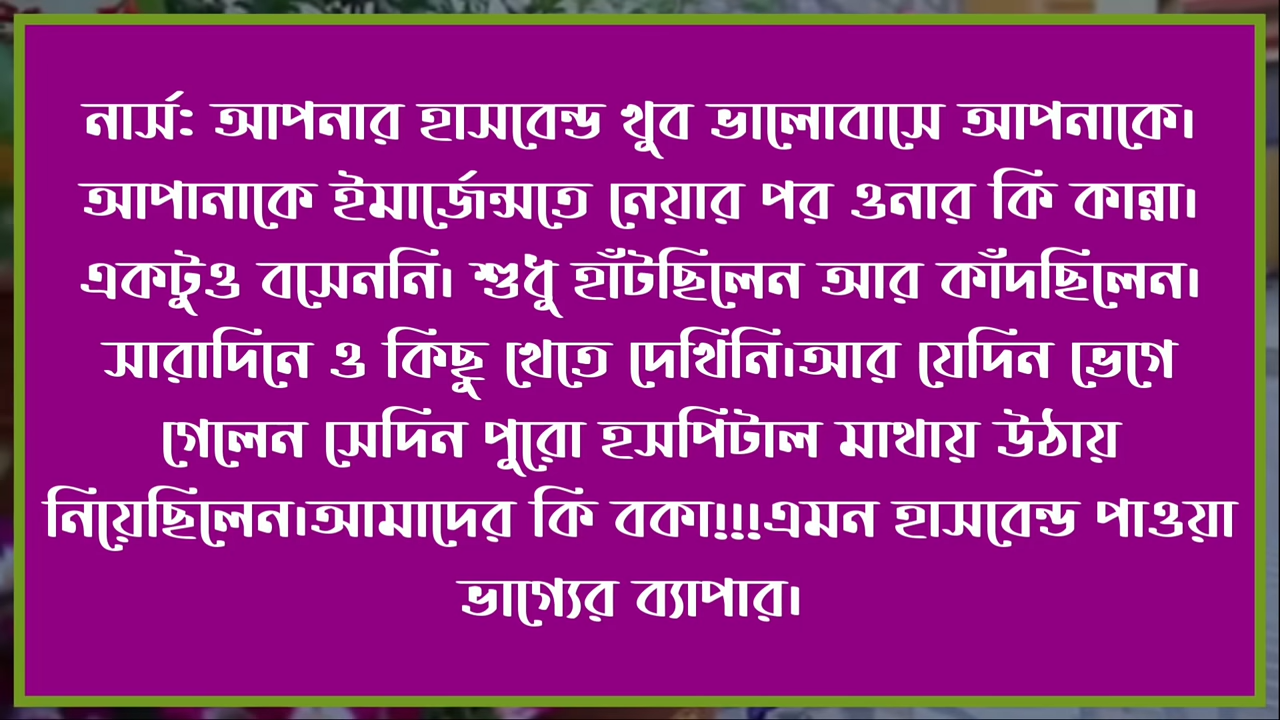 নার্স: আপনার হাসবেন্ড খুব ভালোবাসে আপনাকে।
আপানাকে ইমার্জেন্সতে নেয়ার পর ওনার কি কান্না।
একটুও বসেননি। শুধু হাঁটছিলেন আর কাঁদছিলেন।
সারাদিনে ও কিছু খেতে দেখিনি।আর যেদিন ভেগে
গেলেন সেদিন পুরো হসপিটাল মাথায় উঠায়
নিয়েছিলেন।আমাদের কি বকা!!!এমন হাসবেন্ড পাওয়া
ভাগ্যের ব্যাপার।